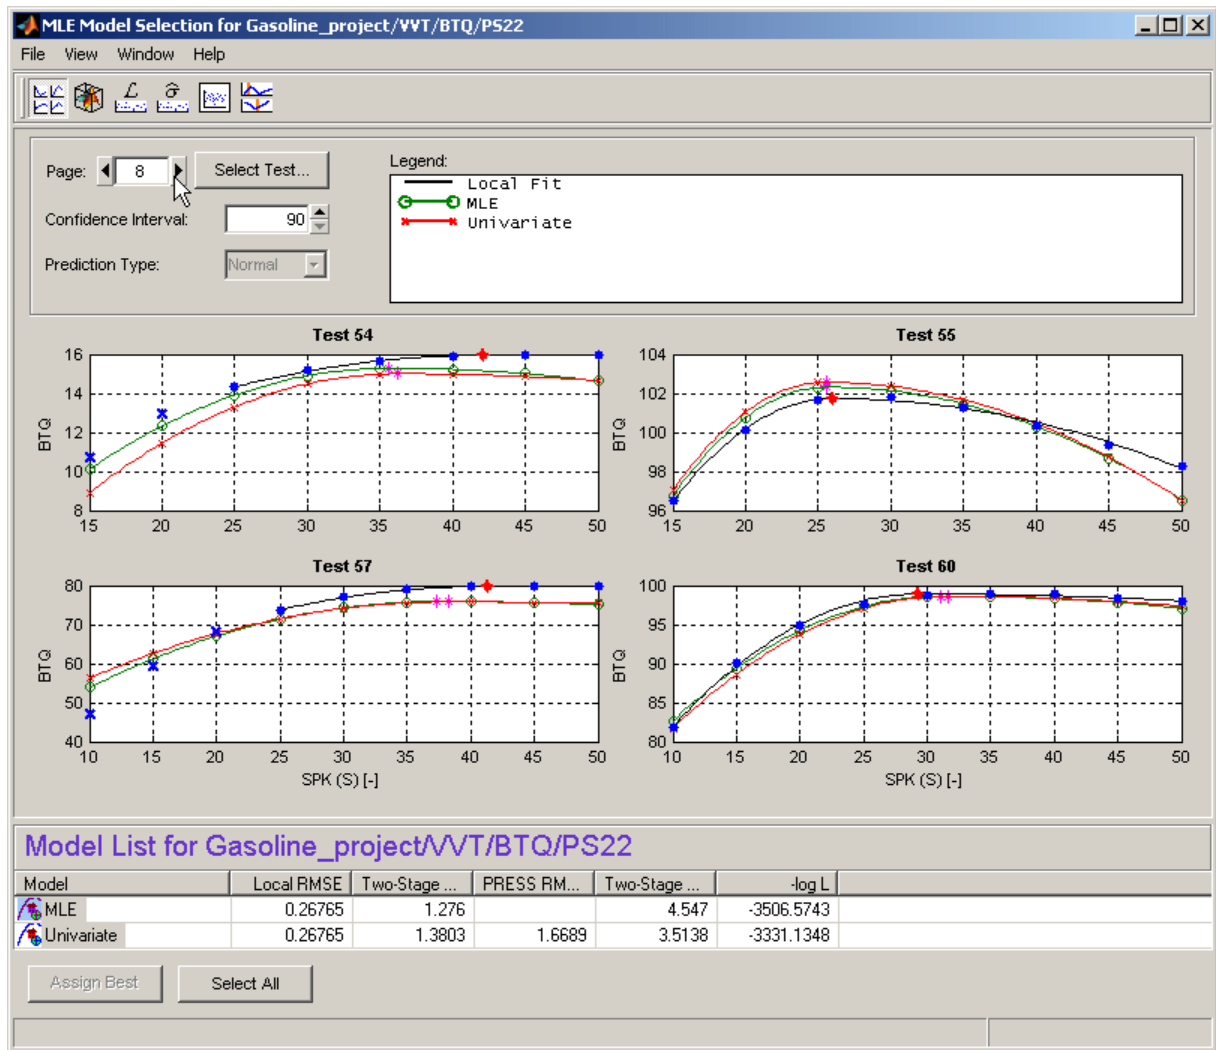 MLE Model Selection for Gasoline_project/VVT/BTQ/PS22
File View Window Help
Page: 8 Select Test...
Confidence Interval: 90
Prediction Type: Normal
Legend:
Local Fit
MLE
Univariate
Test 54
BTQ
16
14
12
10
8
15 20 25 30 35 40 45 50
Test 55
BTQ
104
102
100
98
96
15 20 25 30 35 40 45 50
Test 57
BTQ
80
70
60
50
40
10 15 20 25 30 35 40 45 50
SPK (S) [-]
Test 60
BTQ
100
95
90
85
80
10 15 20 25 30 35 40 45 50
SPK (S) [-]
Model List for Gasoline_project/VVT/BTQ/PS22
Model Local RMSE Two-Stage ... PRESS RM... Two-Stage ... -log L
MLE 0.26765 1.276 4.547 -3506.5743
Univariate 0.26765 1.3803 1.6689 3.5138 -3331.1348
Assign Best Select All